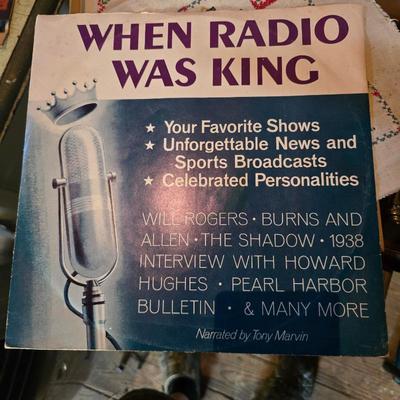 WHEN RADIO
WAS KING
★ Your Favorite Shows
★ Unforgettable News and
Sports Broadcasts
★ Celebrated Personalities
WILL ROGERS • BURNS AND
ALLEN • THE SHADOW • 1938
INTERVIEW WITH HOWARD
HUGHES • PEARL HARBOR
BULLETIN • & MANY MORE
Narrated by Tony Marvin